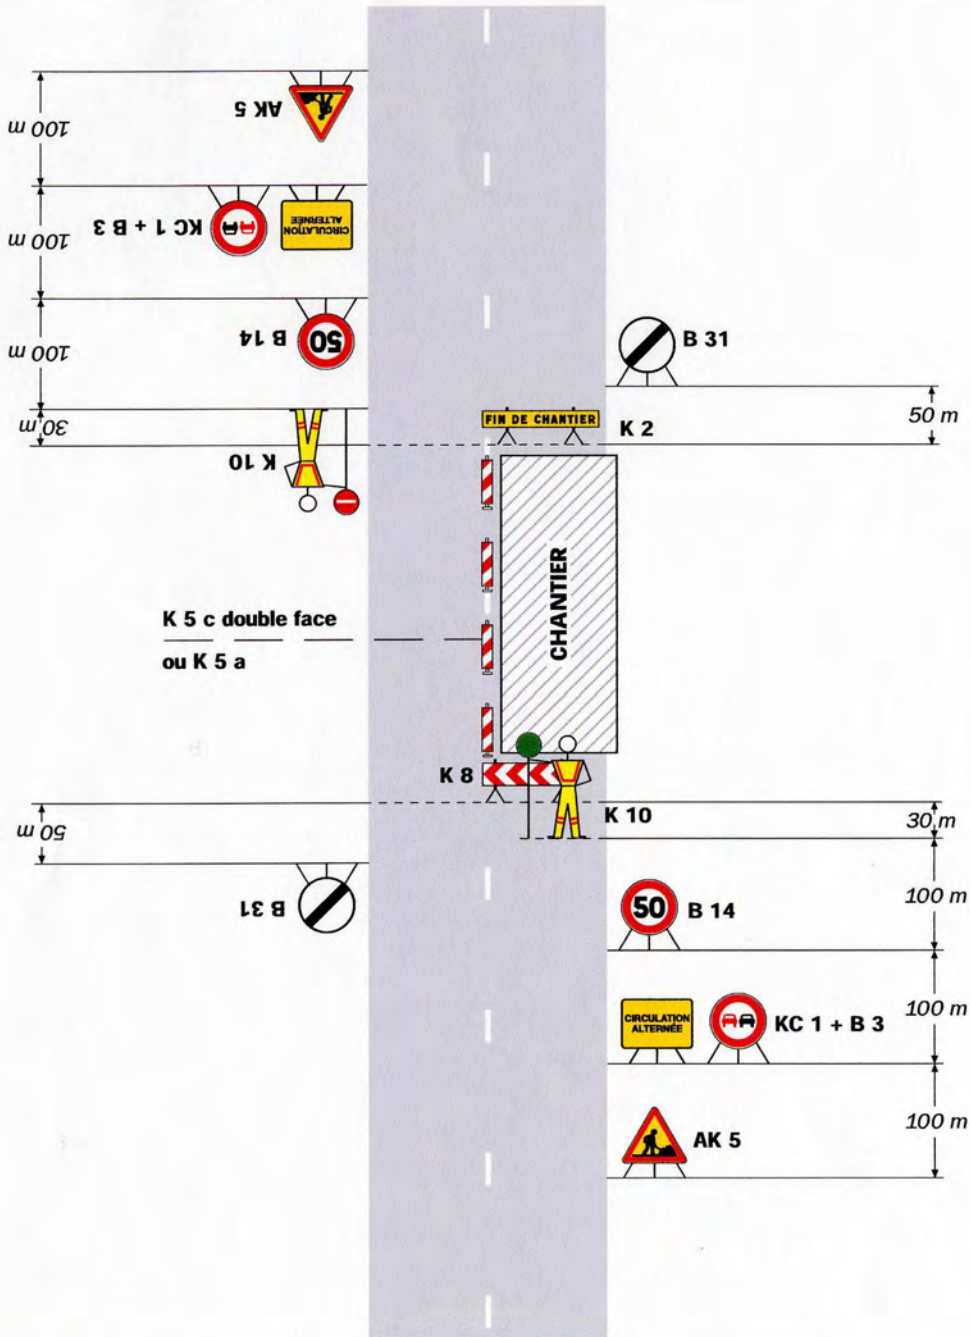 100 m
AK 5
100 m
KC 1 + B 3
CIRCULATION
ALTERNÉE
100 m
B 14
50
B 31
30 m
K 10
FIN DE CHANTIER
K 2
50 m
CHANTIER
K 5 c double face
ou K 5 a
K 8
K 10
30 m
50 m
B 31
50
B 14
100 m
CIRCULATION
ALTERNÉE
KC 1 + B 3
100 m
AK 5
100 m